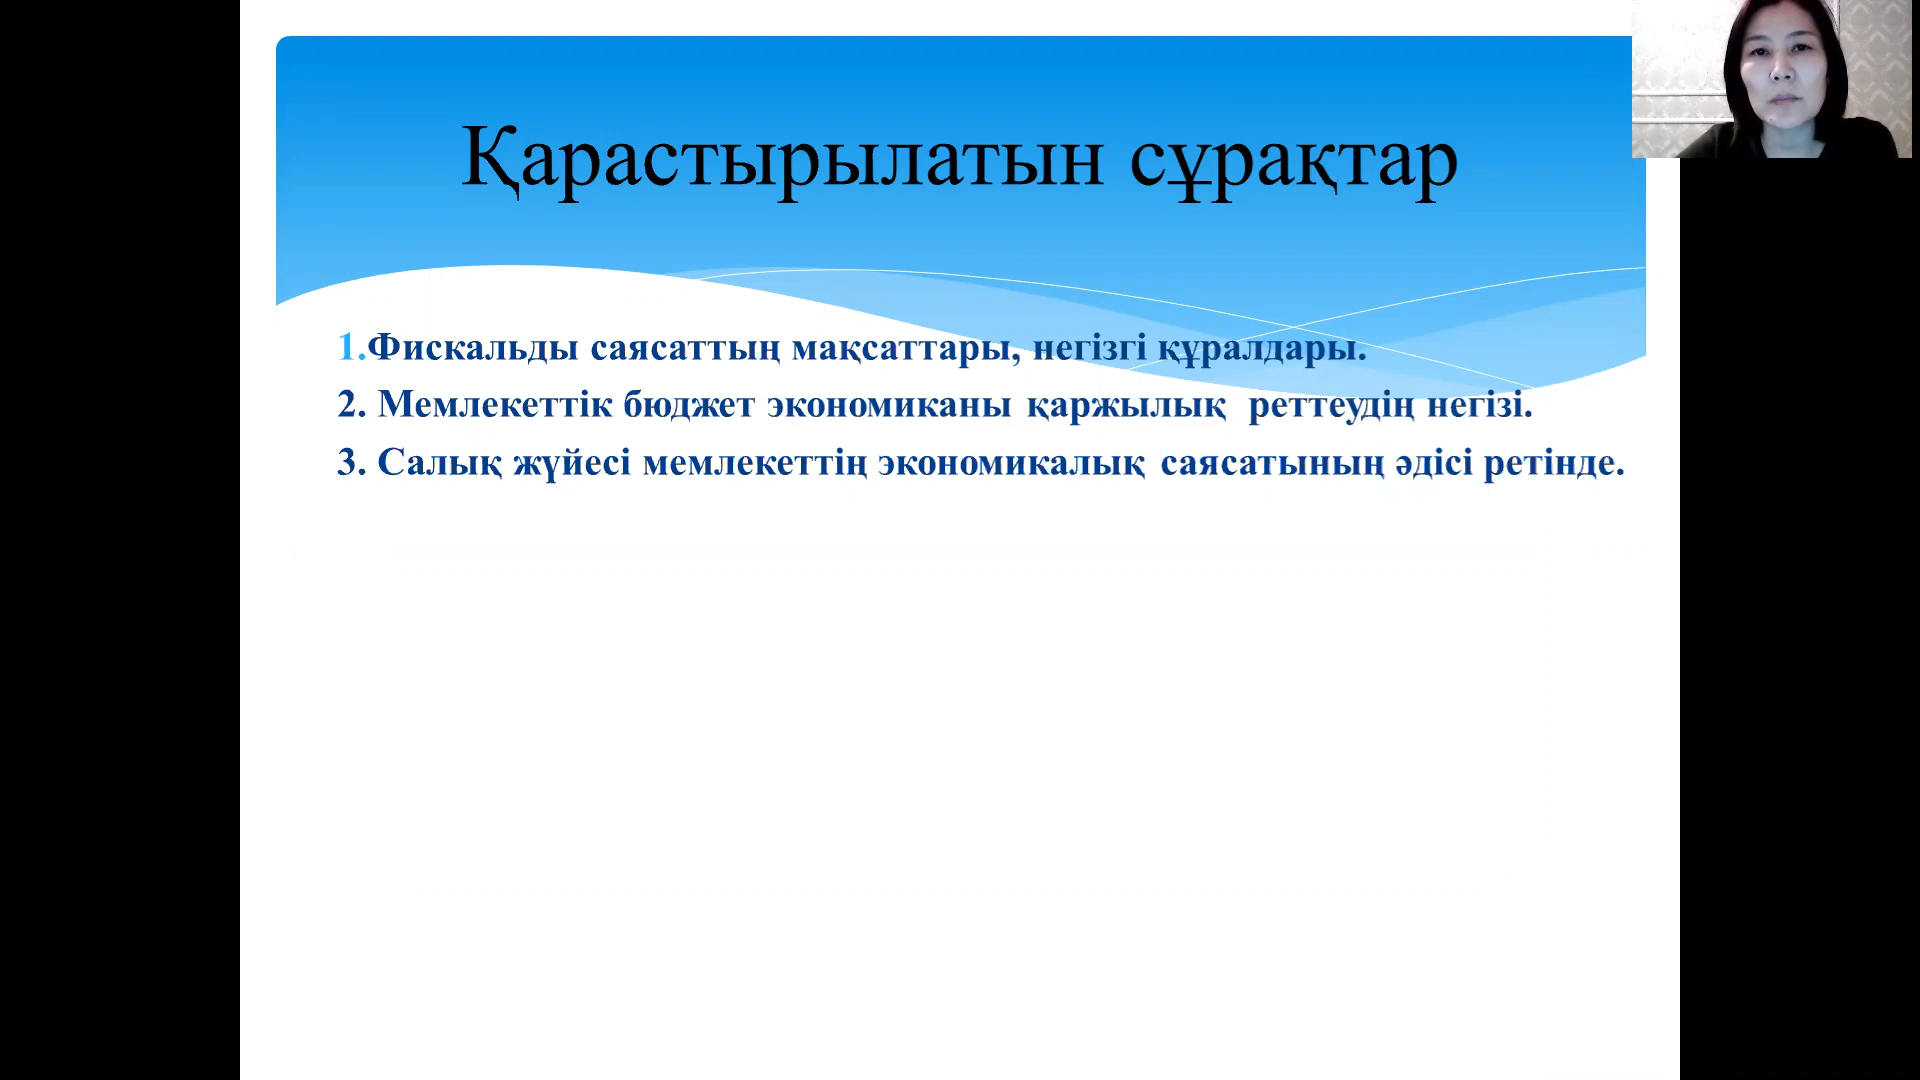 Қарастырылатын сұрақтар
1.Фискальды саясаттың мақсаттары, негізгі құралдары.
2. Мемлекеттік бюджет экономиканы қаржылық реттеудің негізі.
3. Салық жүйесі мемлекеттің экономикалық саясатының әдісі ретінде.